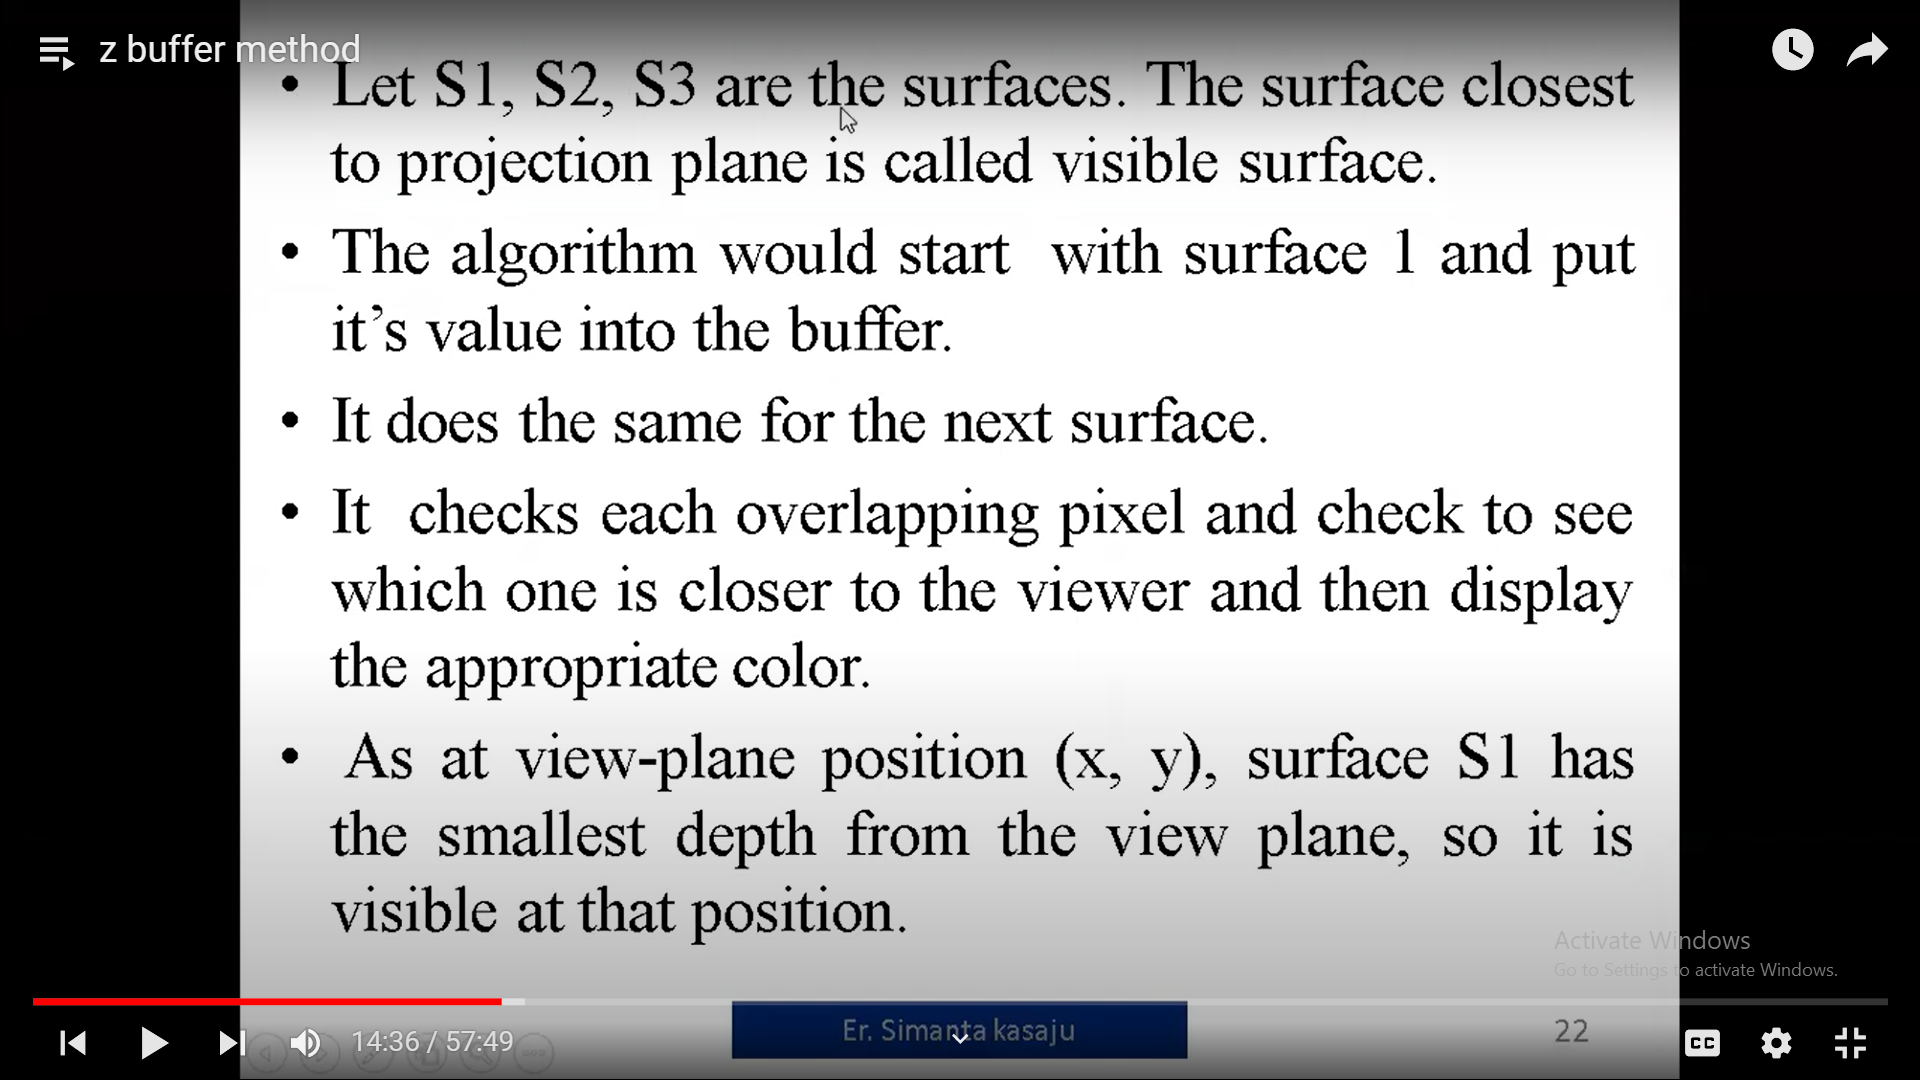 z buffer method
• Let S1, S2, S3 are the surfaces. The surface closest
to projection plane is called visible surface.
• The algorithm would start with surface 1 and put
it’s value into the buffer.
• It does the same for the next surface.
• It checks each overlapping pixel and check to see
which one is closer to the viewer and then display
the appropriate color.
• As at view-plane position (x, y), surface S1 has
the smallest depth from the view plane, so it is
visible at that position.
Activate Windows
Go to Settings to activate Windows.
14:36 / 57:49
Er. Simanta kasaju
22
CC